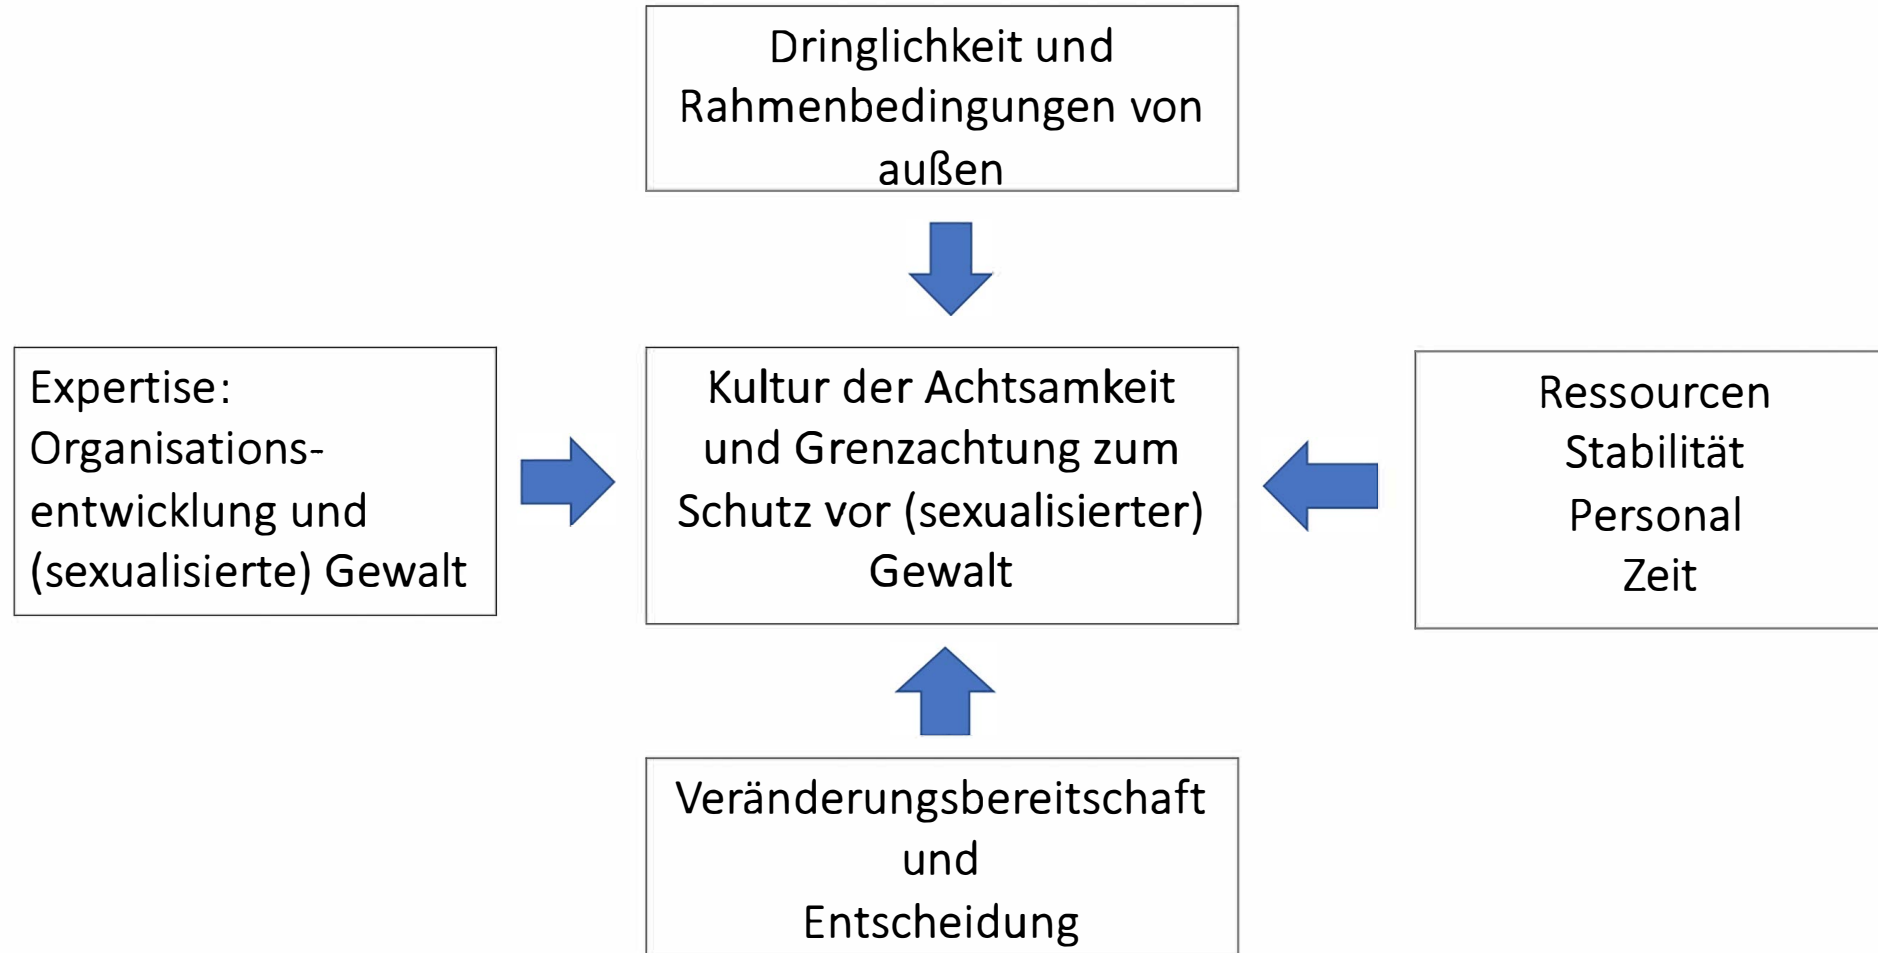 Dringlichkeit und
Rahmenbedingungen von
außen
Expertise:
Organisations-
entwicklung und
(sexualisierte) Gewalt
Kultur der Achtsamkeit
und Grenzachtung zum
Schutz vor (sexualisierter)
Gewalt
Ressourcen
Stabilität
Personal
Zeit
Veränderungsbereitschaft
und
Entscheidung